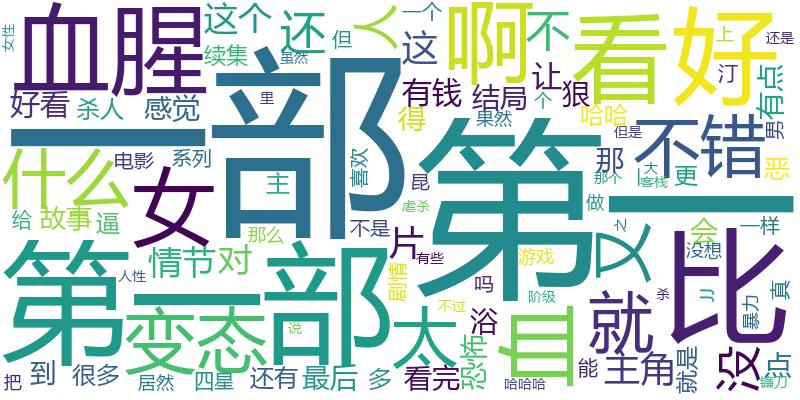 女性
血腥
这个
续集
还
但
虽然
人
一个
这
啊
不
看
好
上
还是
好看
杀人
感觉
里
一部
有钱
结局
让
狠
个
哈哈
得
果然
汀
有点
不错
但是
男
那
恶
什么
电影
系列
女
主
喜欢
昆
第一
那个
大
客栈
更
做
给
故事
逼
那么
不是
虐杀
片
有些
又
之
会
没想
一样
比
第二部
情节
对
人性
剧情
游戏
吗
阶级
杀
JJ
暴力
真
变态
说
太
不过
浴
血
就
恐怖
能
主角
就是
没
把
到
很多
居然
四星
还有
最后
多
看完
哈哈哈